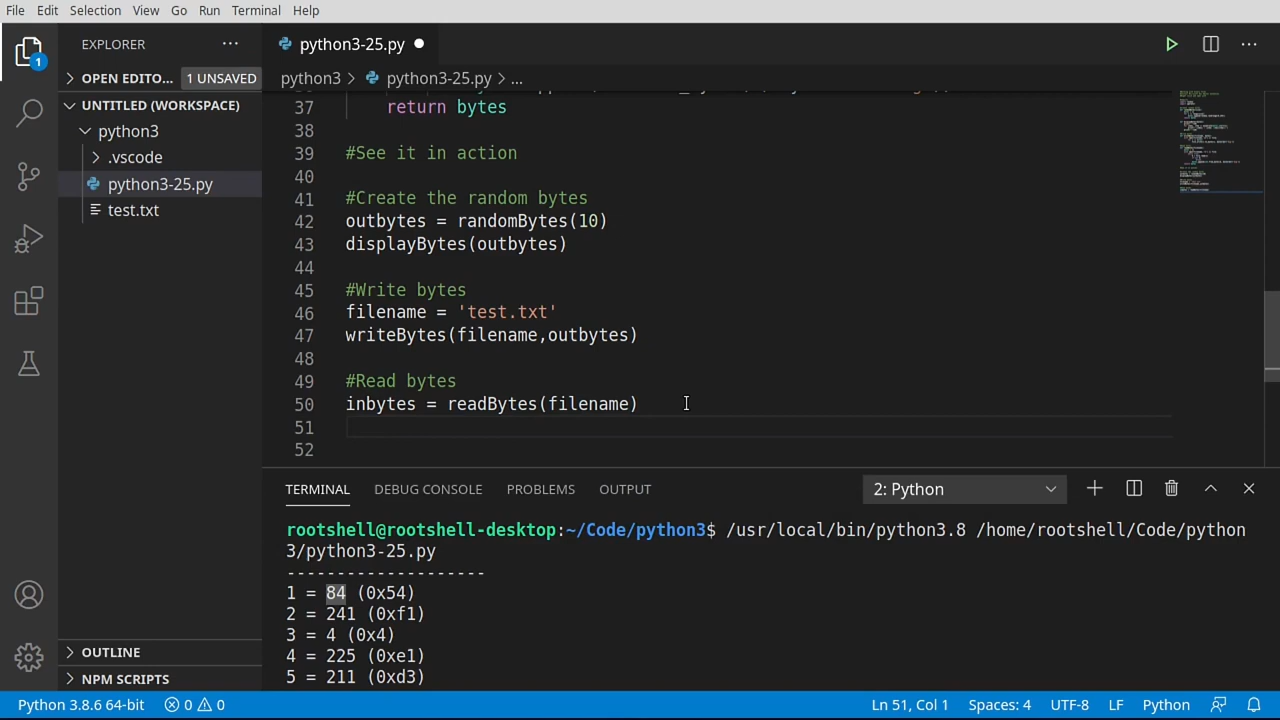 File Edit Selection View Go Run Terminal Help
EXPLORER
python3-25.py
1
OPEN EDITO... 1 UNSAVED
python3 > python3-25.py > ...
UNTITLED (WORKSPACE)
python3
.vscode
python3-25.py
test.txt
37 return bytes
38
39 #See it in action
40
41 #Create the random bytes
42 outbytes = randomBytes(10)
43 displayBytes(outbytes)
44
45 #Write bytes
46 filename = 'test.txt'
47 writeBytes(filename,outbytes)
48
49 #Read bytes
50 inbytes = readBytes(filename)
51
52
TERMINAL DEBUG CONSOLE PROBLEMS OUTPUT 2: Python
rootshell@rootshell-desktop:~/Code/python3$ /usr/local/bin/python3.8 /home/rootshell/Code/python
3/python3-25.py
--------------------
1 = 84 (0x54)
2 = 241 (0xf1)
3 = 4 (0x4)
4 = 225 (0xe1)
5 = 211 (0xd3)
OUTLINE
NPM SCRIPTS
Python 3.8.6 64-bit 0 0 Ln 51, Col 1 Spaces: 4 UTF-8 LF Python